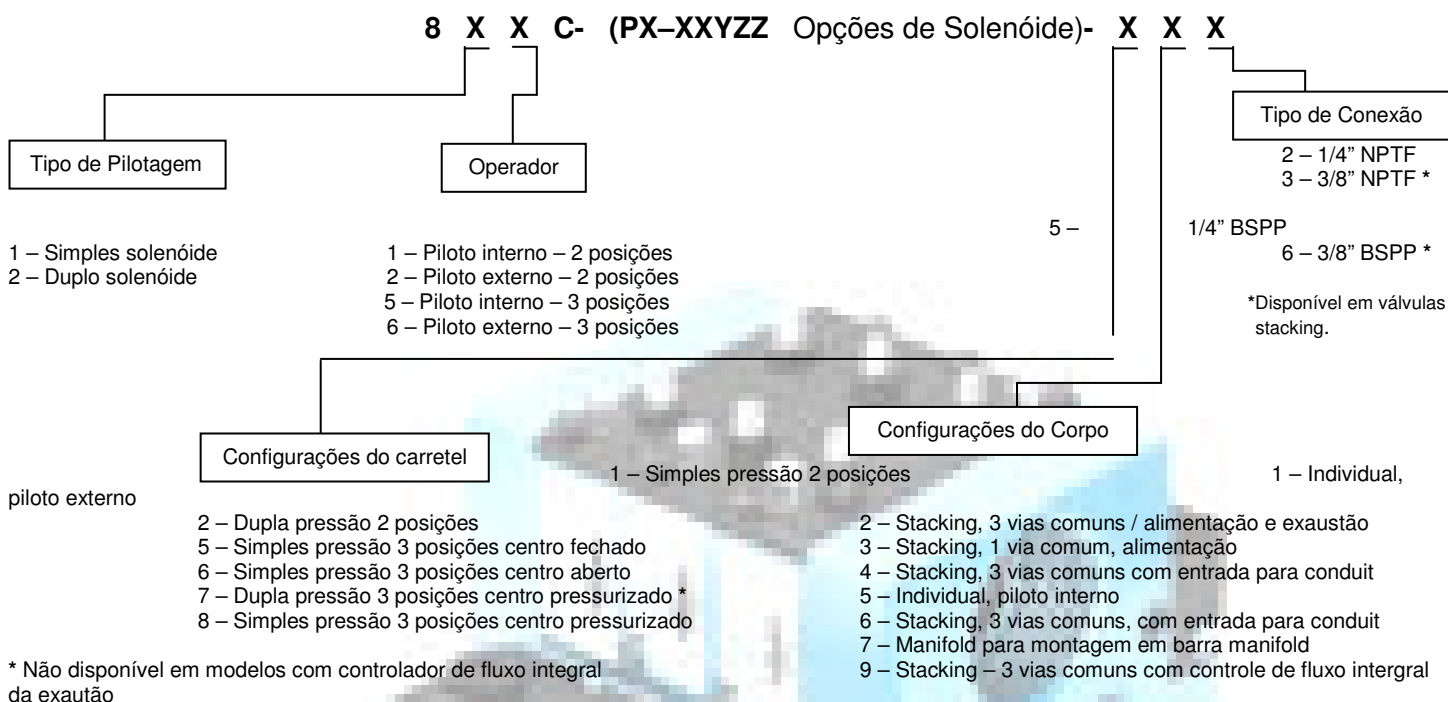 8 X X C- (PX–XXYZZ Opções de Solenóide)- X X X
Tipo de Pilotagem
1 – Simples solenóide
2 – Duplo solenóide
Operador
1 – Piloto interno – 2 posições
2 – Piloto externo – 2 posições
5 – Piloto interno – 3 posições
6 – Piloto externo – 3 posições
Tipo de Conexão
2 – 1/4” NPTF
3 – 3/8” NPTF *
5 – 1/4” BSPP
6 – 3/8” BSPP *
*Disponível em válvulas
stacking.
Configurações do carretel
Configurações do Corpo
1 – Simples pressão 2 posições 1 – Individual,
piloto externo
2 – Dupla pressão 2 posições
5 – Simples pressão 3 posições centro fechado
6 – Simples pressão 3 posições centro aberto
7 – Dupla pressão 3 posições centro pressurizado *
8 – Simples pressão 3 posições centro pressurizado
2 – Stacking, 3 vias comuns / alimentação e exaustão
3 – Stacking, 1 via comum, alimentação
4 – Stacking, 3 vias comuns com entrada para conduit
5 – Individual, piloto interno
6 – Stacking, 3 vias comuns, com entrada para conduit
7 – Manifold para montagem em barra manifold
9 – Stacking – 3 vias comuns com controle de fluxo intergral
* Não disponível em modelos com controlador de fluxo integral
da exautão